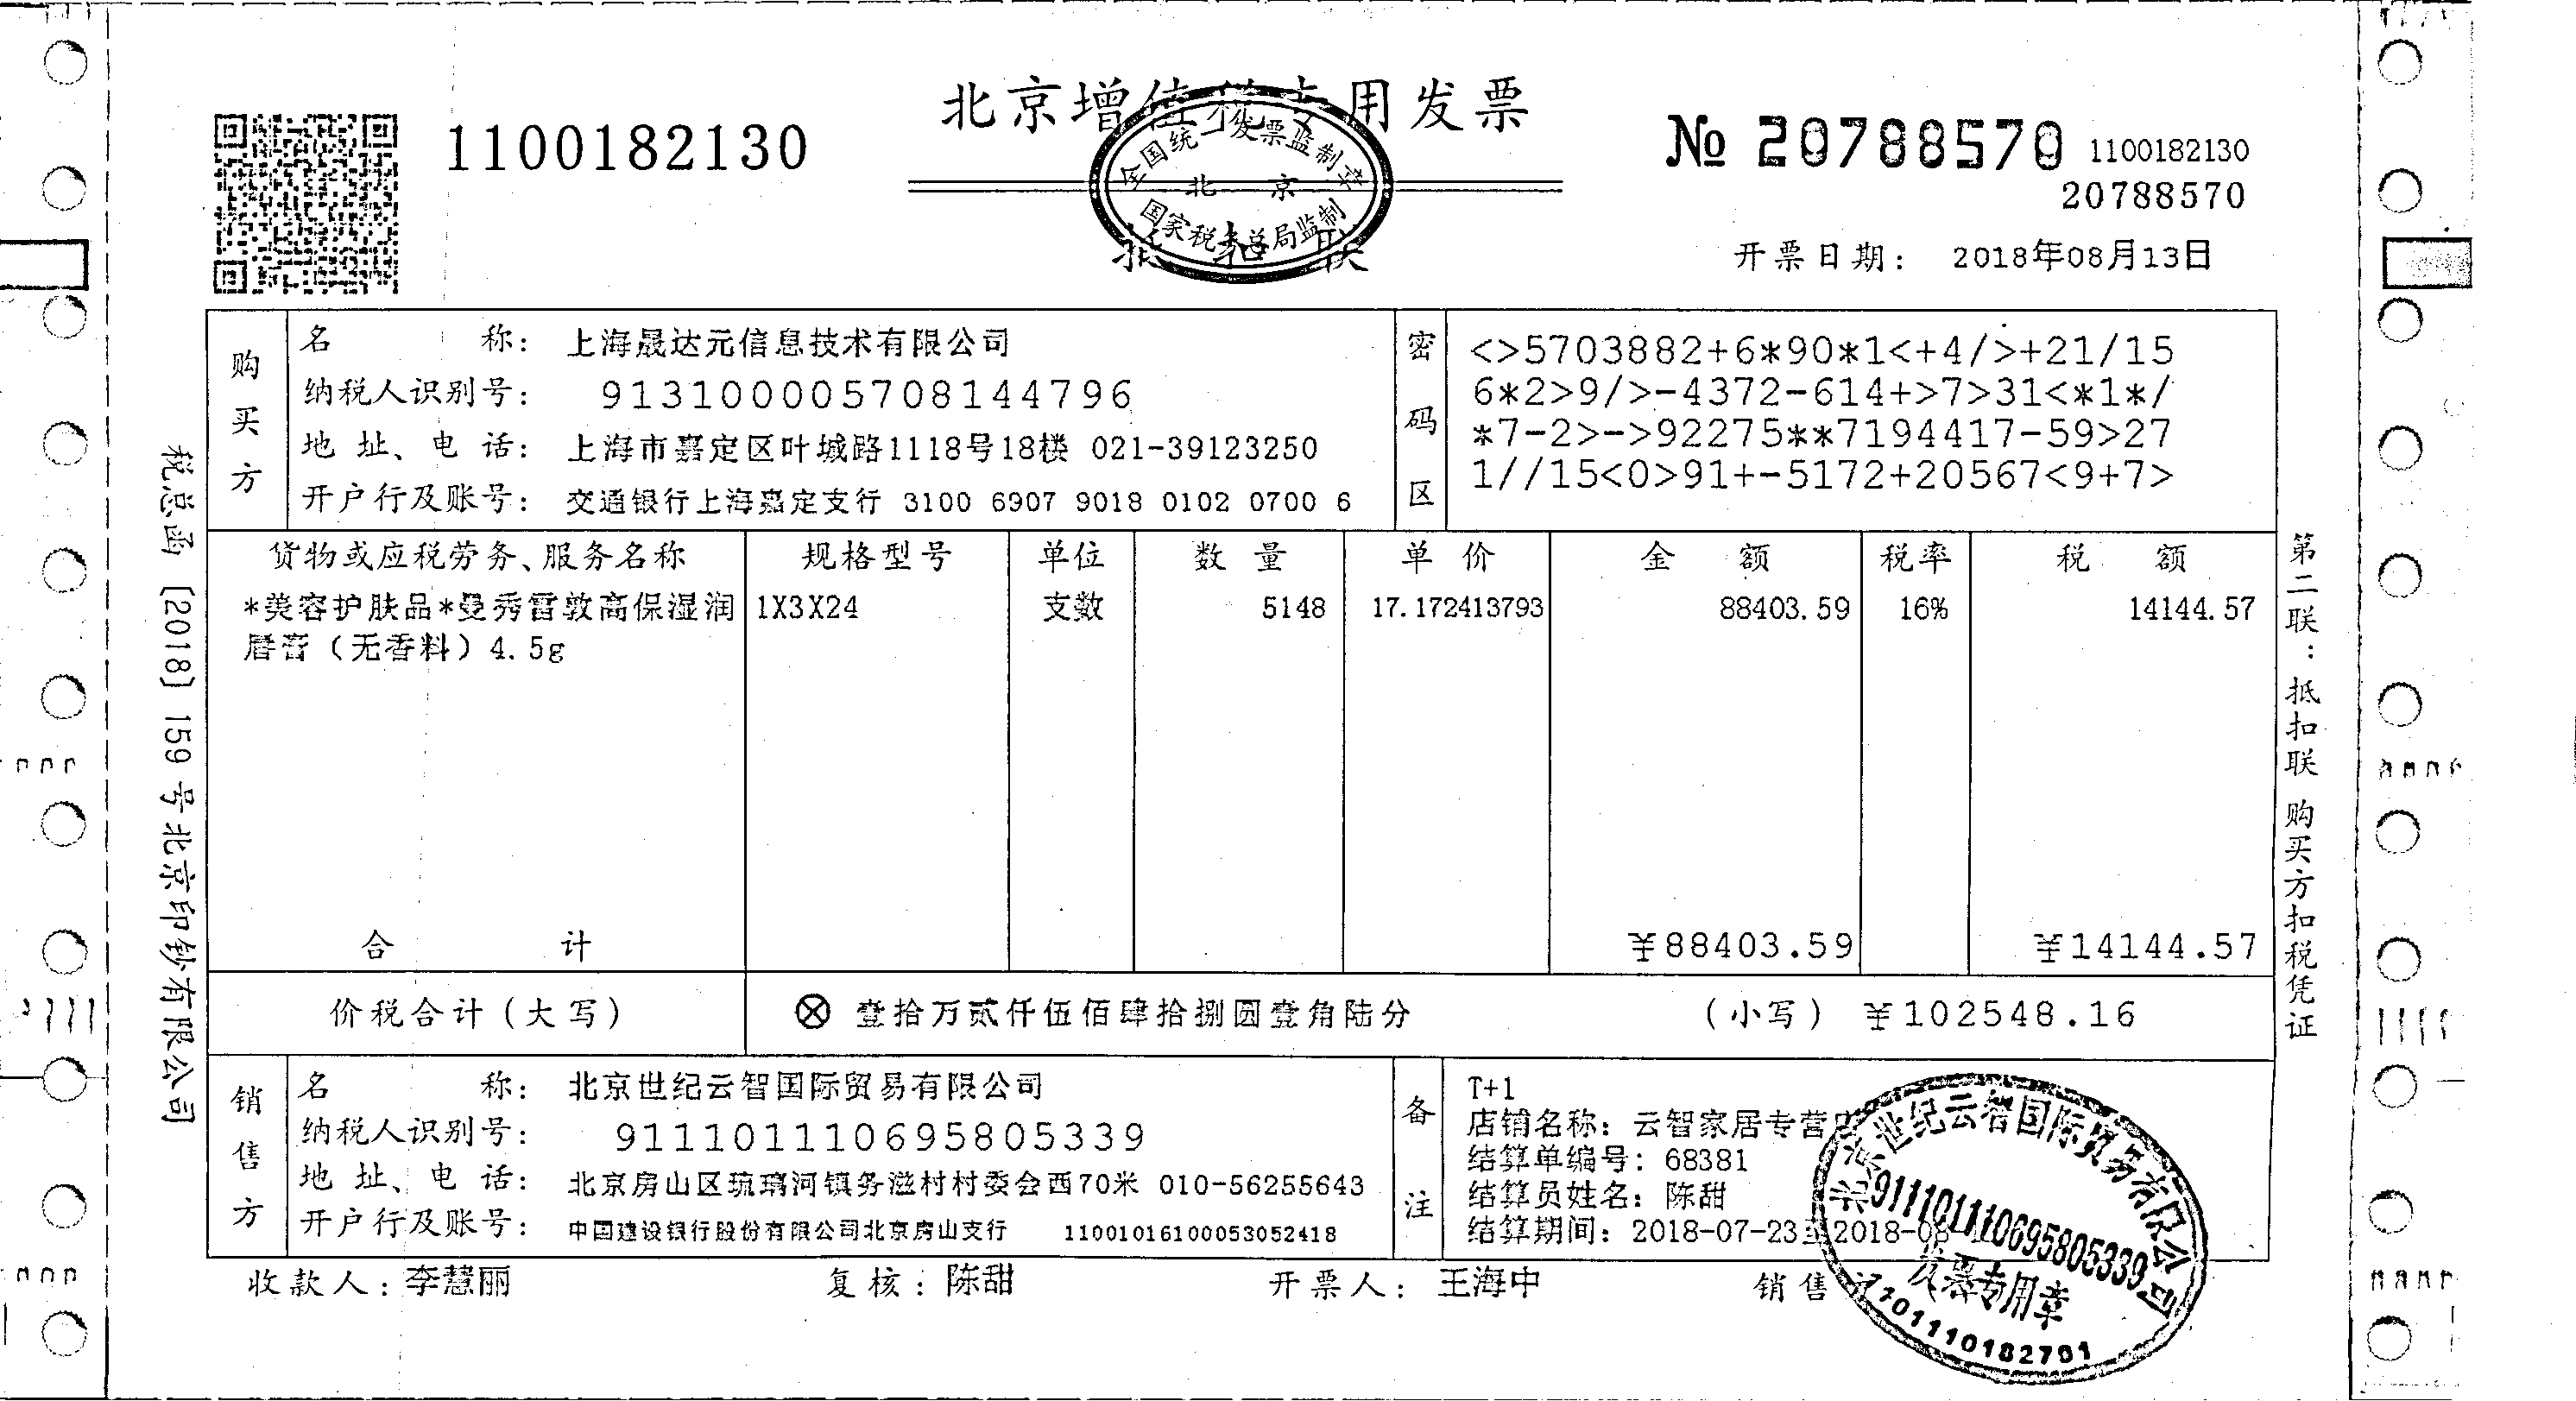 北京增值税专用发票
1100182130
№ 20788570
1100182130
20788570
全国统一发票监制章
北 京
国家税务总局监制
抵扣联
开票日期： 2018年08月13日
购买方
名 称： 上海晟达元信息技术有限公司
纳税人识别号： 913100005708144796
地 址、电 话： 上海市嘉定区叶城路1118号18楼 021-39123250
开户行及账号： 交通银行上海嘉定支行 3100 6907 9018 0102 0700 6
密码区
<>5703882+6*90*1<+4/>+21/15
6*2>9/>-4372-614+>7>31<*1*/
*7-2>->92275**7194417-59>27
1//15<0>91+-5172+20567<9+7>
货物或应税劳务、服务名称 规格型号 单位 数 量 单 价 金 额 税率 税 额
*美容护肤品*曼秀雷敦高保湿润 1X3X24 支数 5148 17.172413793 88403.59 16% 14144.57
唇膏（无香料）4.5g
合 计 ¥88403.59 ¥14144.57
价税合计（大写） ⊗ 壹拾万贰仟伍佰肆拾捌圆壹角陆分 （小写） ¥102548.16
销售方
名 称： 北京世纪云智国际贸易有限公司
纳税人识别号： 911101110695805339
地 址、电 话： 北京房山区琉璃河镇务滋村村委会西70米 010-56255643
开户行及账号： 中国建设银行股份有限公司北京房山支行 11001016100053052418
备注
T+1
店铺名称：云智家居专营店
结算单编号：68381
结算员姓名：陈甜
结算期间：2018-07-23至2018-08-
收款人：李慧丽 复核：陈甜 开票人： 王海中 销售
北京世纪云智国际贸易有限公司
911101110695805339
发票专用章
1101110182701
税总函〔2018〕159号北京印钞有限公司
第二联：抵扣联 购买方扣税凭证